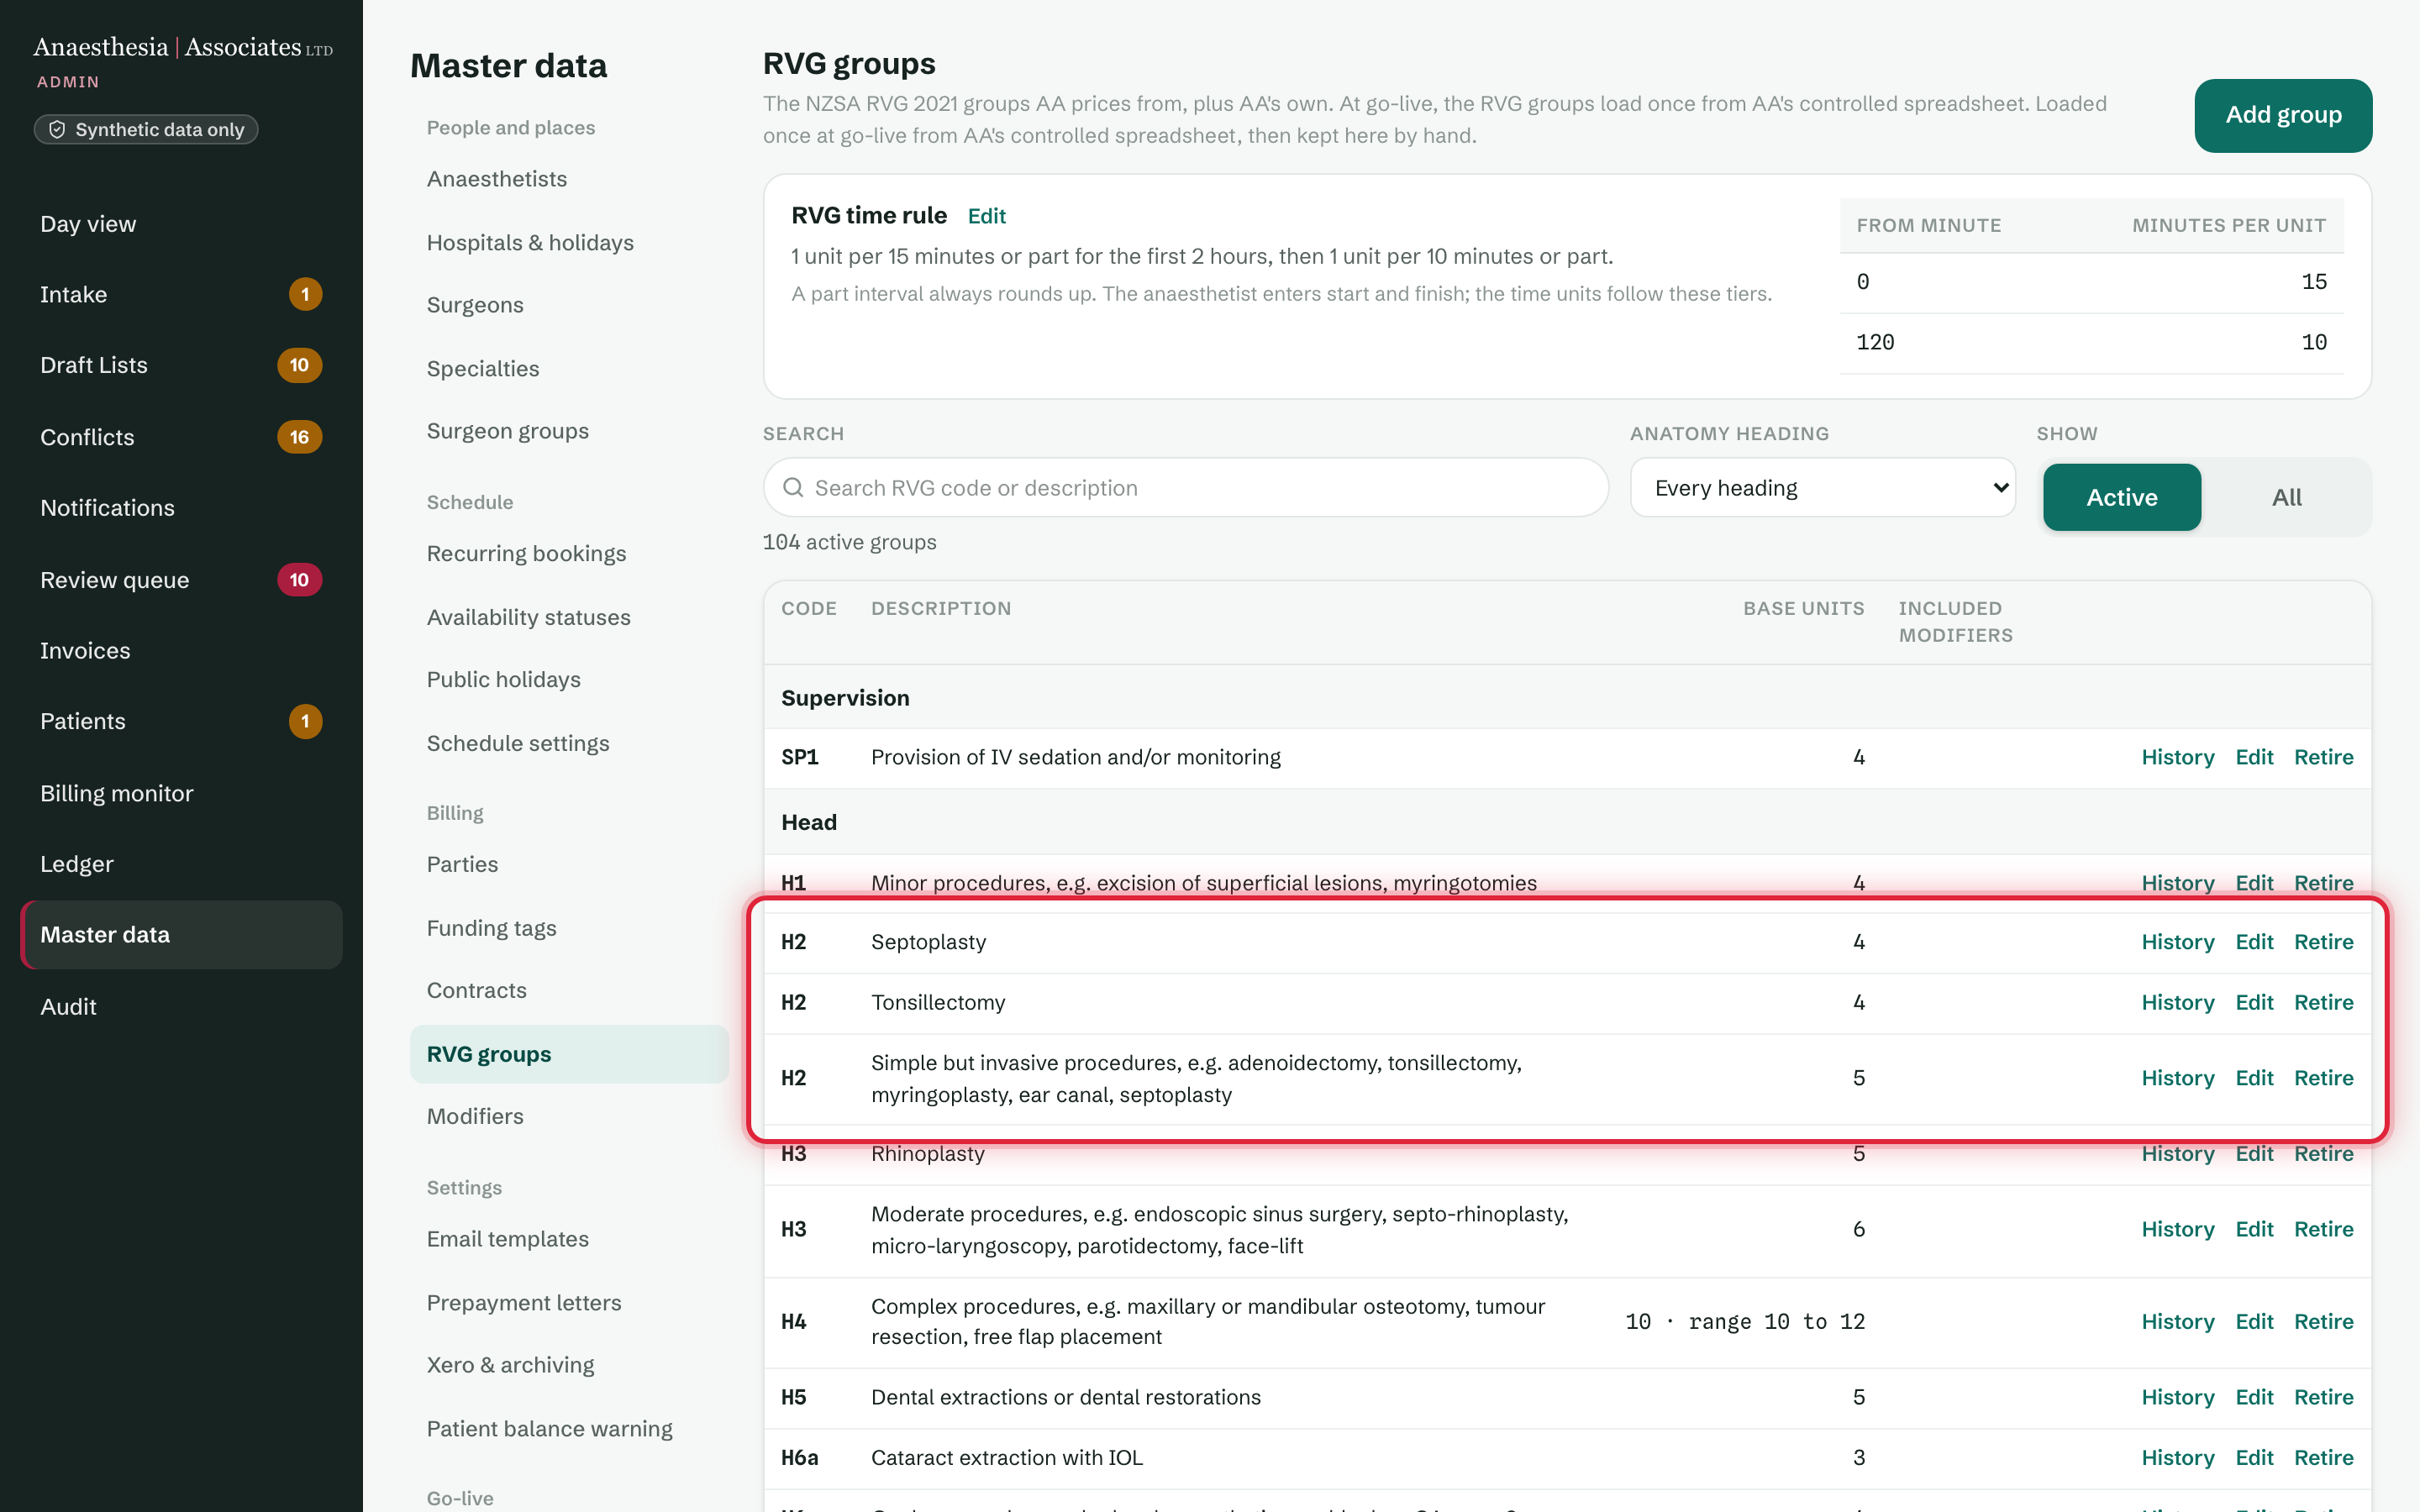 Anaesthesia | Associates LTD
ADMIN
Synthetic data only
Day view
Intake 1
Draft Lists 10
Conflicts 16
Notifications
Review queue 10
Invoices
Patients 1
Billing monitor
Ledger
Master data
Audit
Master data
People and places
Anaesthetists
Hospitals & holidays
Surgeons
Specialties
Surgeon groups
Schedule
Recurring bookings
Availability statuses
Public holidays
Schedule settings
Billing
Parties
Funding tags
Contracts
RVG groups
Modifiers
Settings
Email templates
Prepayment letters
Xero & archiving
Patient balance warning
Go-live
RVG groups
The NZSA RVG 2021 groups AA prices from, plus AA's own. At go-live, the RVG groups load once from AA's controlled spreadsheet. Loaded
once at go-live from AA's controlled spreadsheet, then kept here by hand.
Add group
RVG time rule Edit
1 unit per 15 minutes or part for the first 2 hours, then 1 unit per 10 minutes or part.
A part interval always rounds up. The anaesthetist enters start and finish; the time units follow these tiers.
FROM MINUTE MINUTES PER UNIT
0 15
120 10
SEARCH
Search RVG code or description
ANATOMY HEADING
Every heading
SHOW
Active All
104 active groups
CODE DESCRIPTION BASE UNITS INCLUDED
MODIFIERS
Supervision
SP1 Provision of IV sedation and/or monitoring 4 History Edit Retire
Head
H1 Minor procedures, e.g. excision of superficial lesions, myringotomies 4 History Edit Retire
H2 Septoplasty 4 History Edit Retire
H2 Tonsillectomy 4 History Edit Retire
H2 Simple but invasive procedures, e.g. adenoidectomy, tonsillectomy,
myringoplasty, ear canal, septoplasty 5 History Edit Retire
H3 Rhinoplasty 5 History Edit Retire
H3 Moderate procedures, e.g. endoscopic sinus surgery, septo-rhinoplasty,
micro-laryngoscopy, parotidectomy, face-lift 6 History Edit Retire
H4 Complex procedures, e.g. maxillary or mandibular osteotomy, tumour
resection, free flap placement 10 · range 10 to 12 History Edit Retire
H5 Dental extractions or dental restorations 5 History Edit Retire
H6a Cataract extraction with IOL 3 History Edit Retire